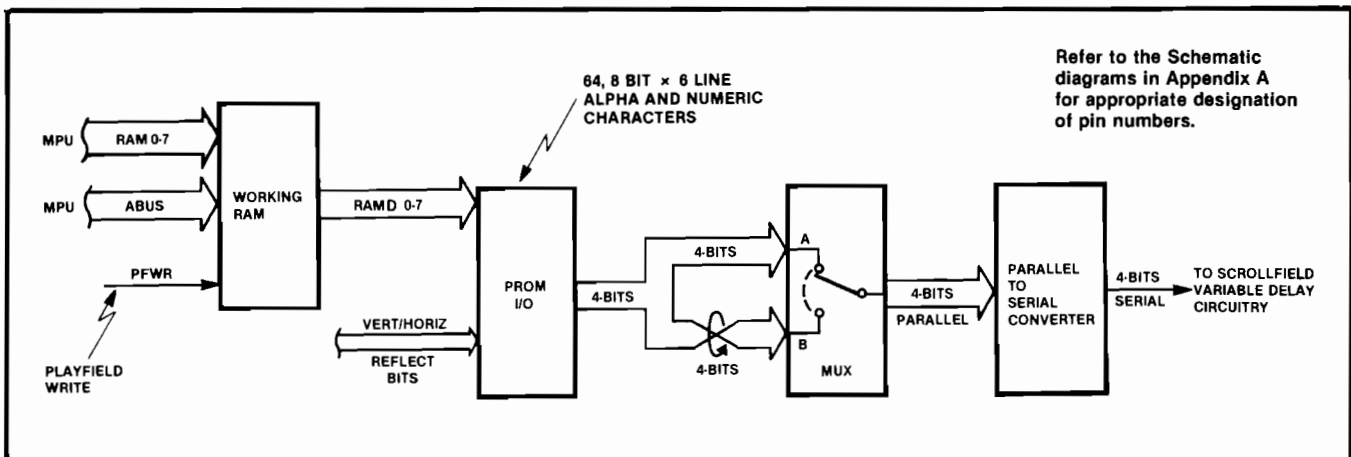 Refer to the Schematic
diagrams in Appendix A
for appropriate designation
of pin numbers.
64, 8 BIT × 6 LINE
ALPHA AND NUMERIC
CHARACTERS
MPU
RAM 0-7
MPU
ABUS
PFWR
PLAYFIELD
WRITE
WORKING
RAM
RAMD 0-7
VERT/HORIZ
REFLECT
BITS
PROM
I/O
4-BITS
4-BITS
4-BITS
A
B
MUX
4-BITS
PARALLEL
PARALLEL
TO
SERIAL
CONVERTER
4-BITS
SERIAL
TO SCROLLFIELD
VARIABLE DELAY
CIRCUITRY